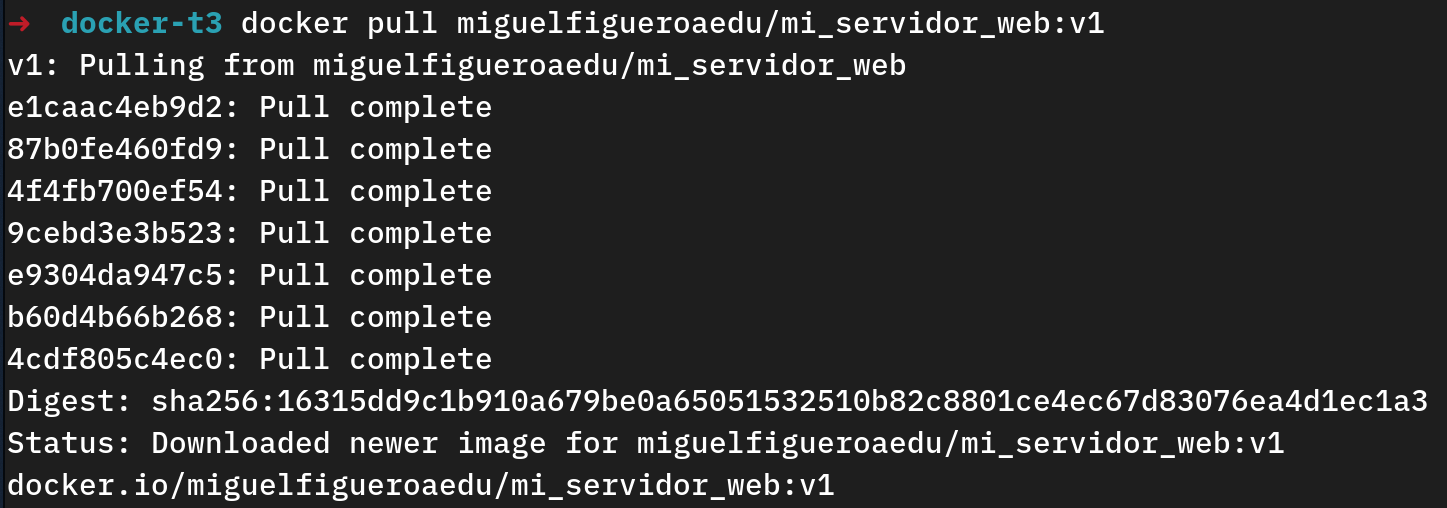 ➜ docker-t3 docker pull miguelfigueroaedu/mi_servidor_web:v1
v1: Pulling from miguelfigueroaedu/mi_servidor_web
e1caac4eb9d2: Pull complete
87b0fe460fd9: Pull complete
4f4fb700ef54: Pull complete
9cebd3e3b523: Pull complete
e9304da947c5: Pull complete
b60d4b66b268: Pull complete
4cdf805c4ec0: Pull complete
Digest: sha256:16315dd9c1b910a679be0a65051532510b82c8801ce4ec67d83076ea4d1ec1a3
Status: Downloaded newer image for miguelfigueroaedu/mi_servidor_web:v1
docker.io/miguelfigueroaedu/mi_servidor_web:v1